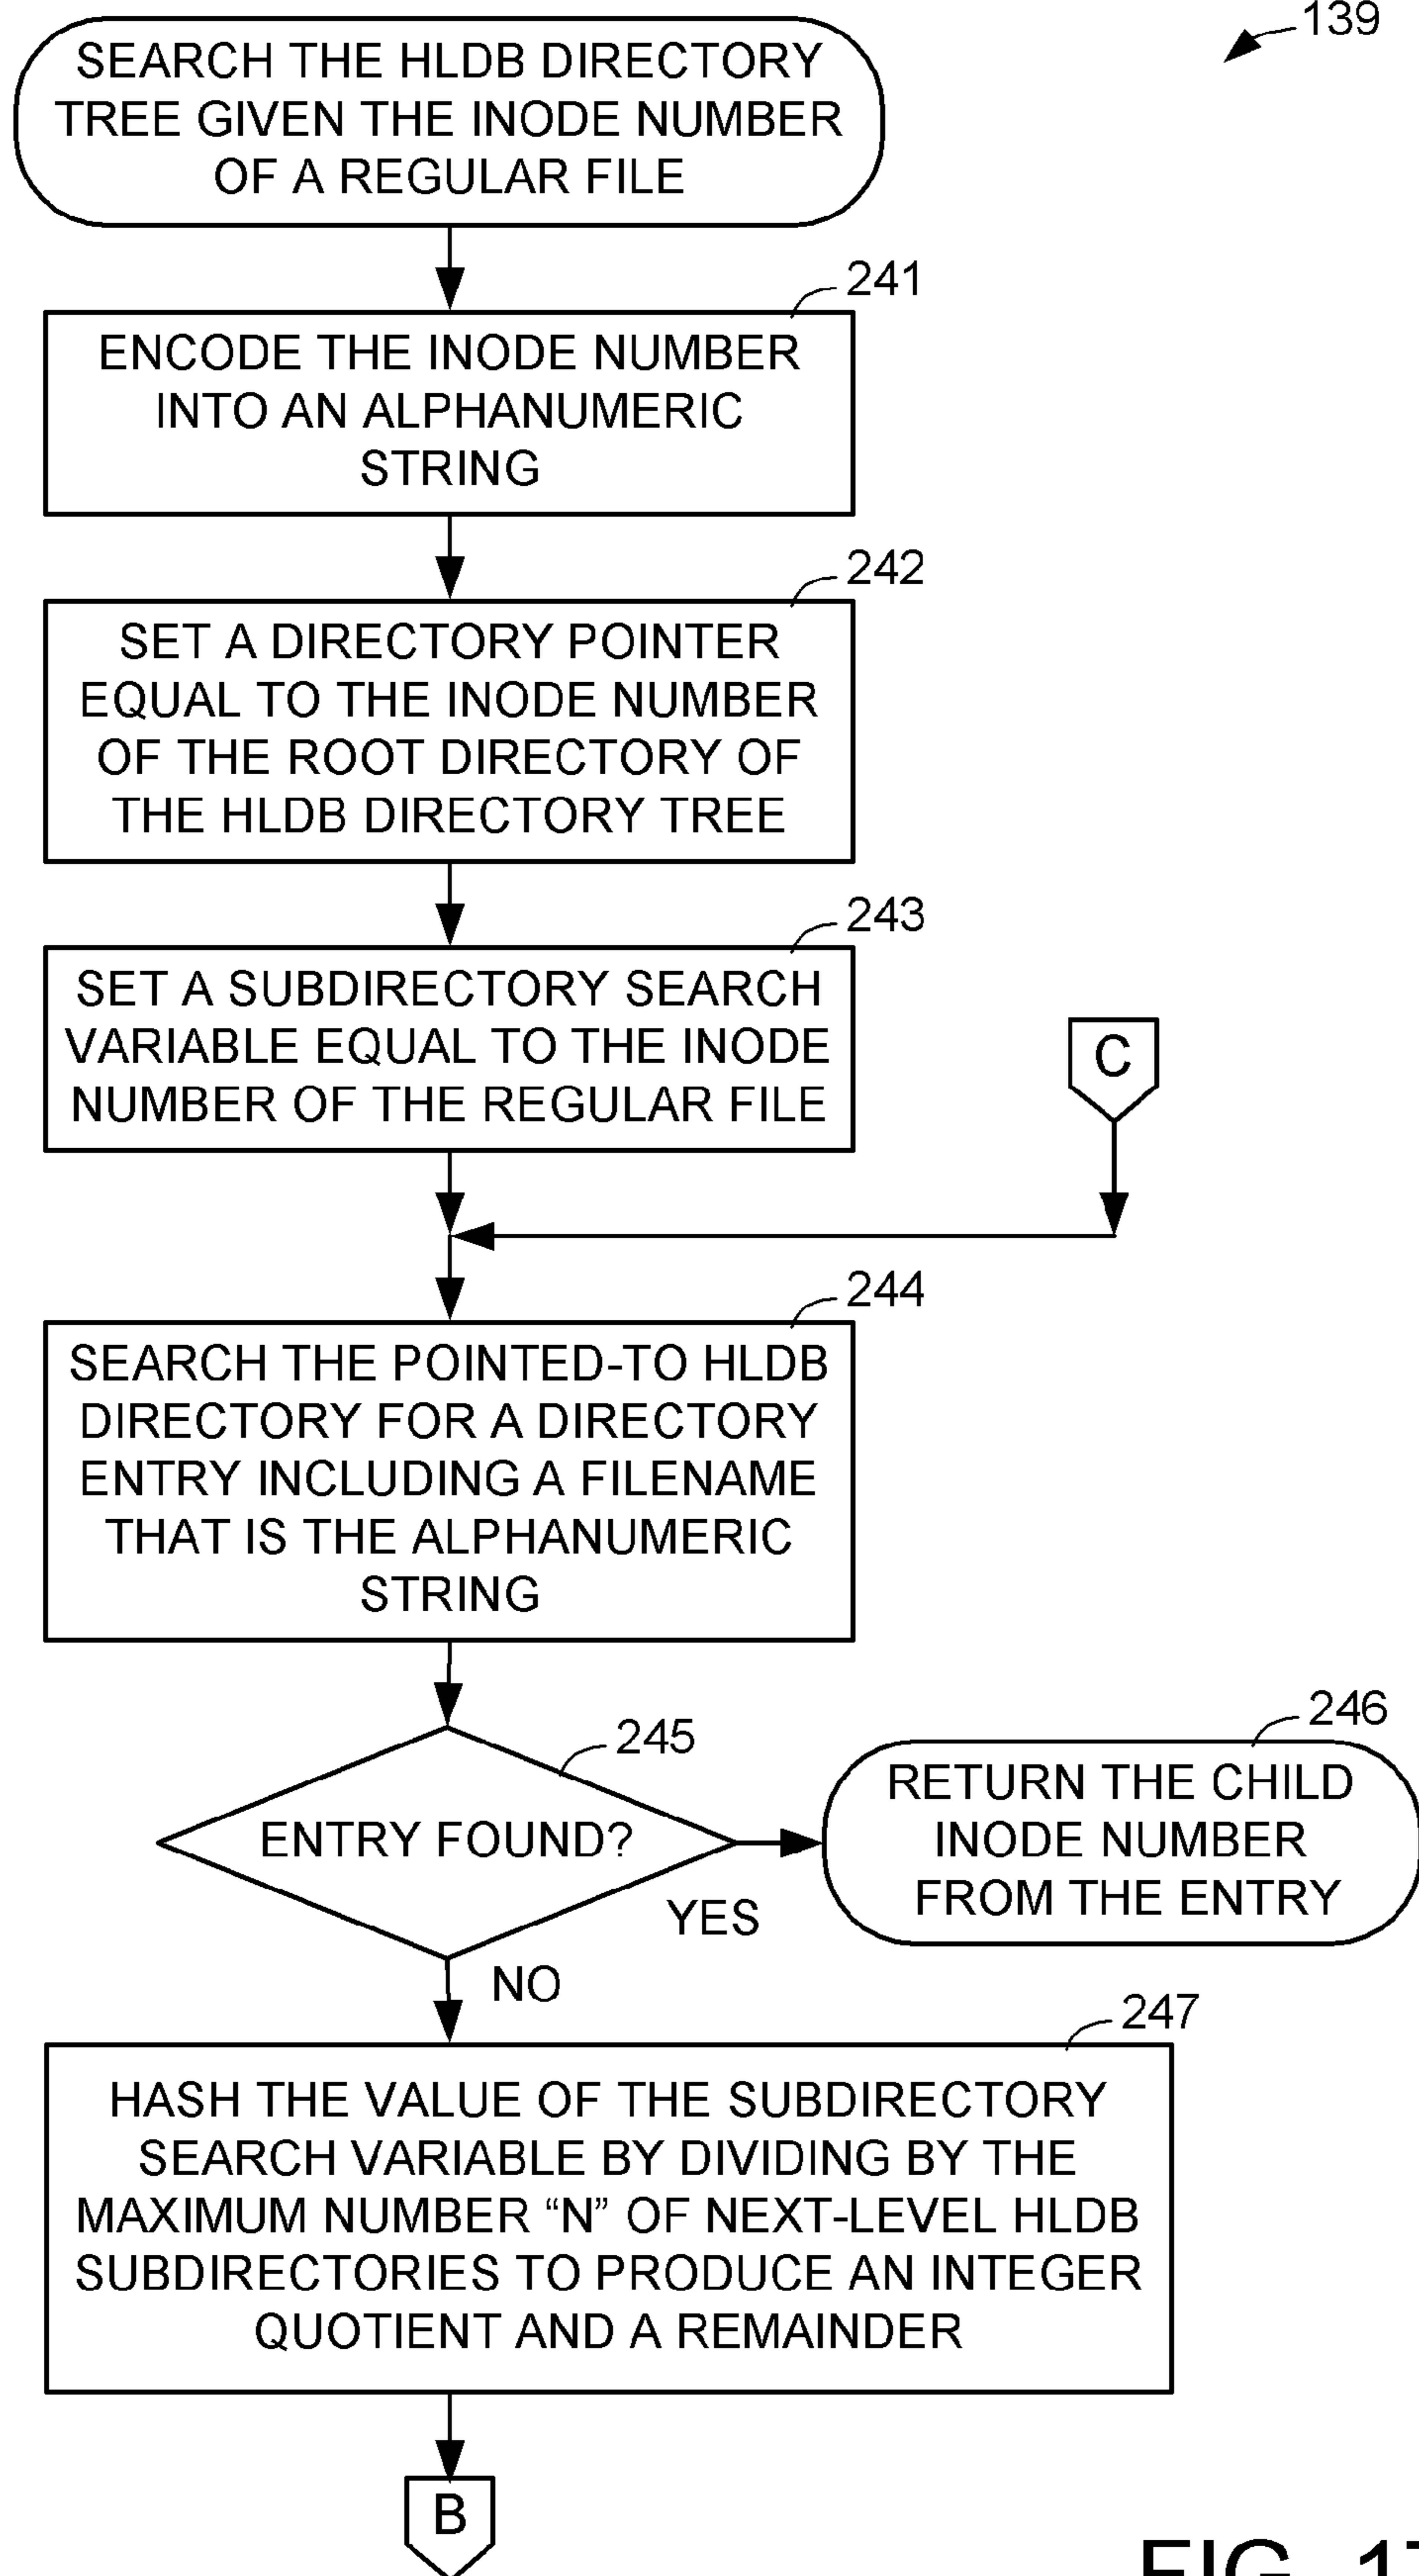 139
SEARCH THE HLDB DIRECTORY
TREE GIVEN THE INODE NUMBER
OF A REGULAR FILE
241
ENCODE THE INODE NUMBER
INTO AN ALPHANUMERIC
STRING
242
SET A DIRECTORY POINTER
EQUAL TO THE INODE NUMBER
OF THE ROOT DIRECTORY OF
THE HLDB DIRECTORY TREE
243
SET A SUBDIRECTORY SEARCH
VARIABLE EQUAL TO THE INODE
NUMBER OF THE REGULAR FILE
C
244
SEARCH THE POINTED-TO HLDB
DIRECTORY FOR A DIRECTORY
ENTRY INCLUDING A FILENAME
THAT IS THE ALPHANUMERIC
STRING
245
ENTRY FOUND?
YES
246
RETURN THE CHILD
INODE NUMBER
FROM THE ENTRY
NO
247
HASH THE VALUE OF THE SUBDIRECTORY
SEARCH VARIABLE BY DIVIDING BY THE
MAXIMUM NUMBER “N” OF NEXT-LEVEL HLDB
SUBDIRECTORIES TO PRODUCE AN INTEGER
QUOTIENT AND A REMAINDER
B
FIG. 17